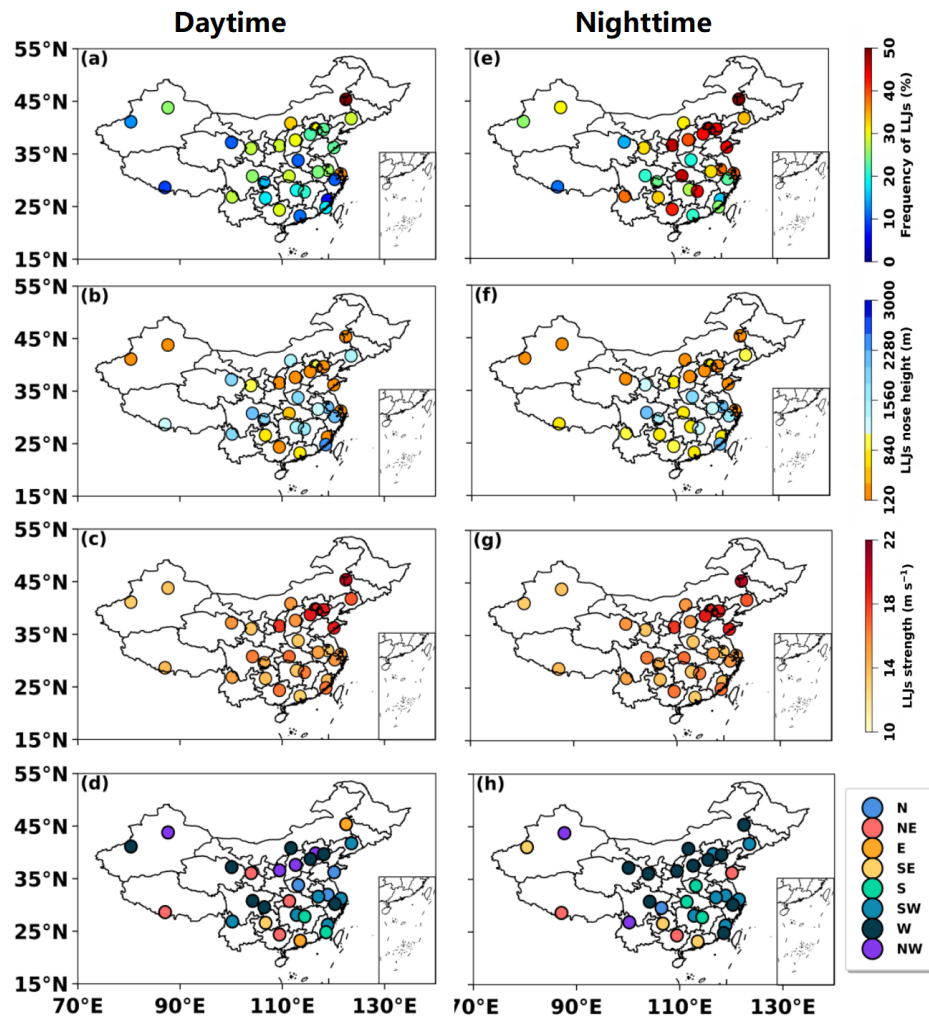 Daytime
Nighttime
55°N
45°N
35°N
25°N
15°N
(a)
(e)
50
40
30
20
10
0
Frequency of LLJs (%)
55°N
45°N
35°N
25°N
15°N
(b)
(f)
3000
2280
1560
840
120
LLJs nose height (m)
55°N
45°N
35°N
25°N
15°N
(c)
(g)
22
18
14
10
LLJs strength (m s⁻¹)
55°N
45°N
35°N
25°N
15°N
(d)
(h)
N
NE
E
SE
S
SW
W
NW
70°E 90°E 110°E 130°E
70°E 90°E 110°E 130°E